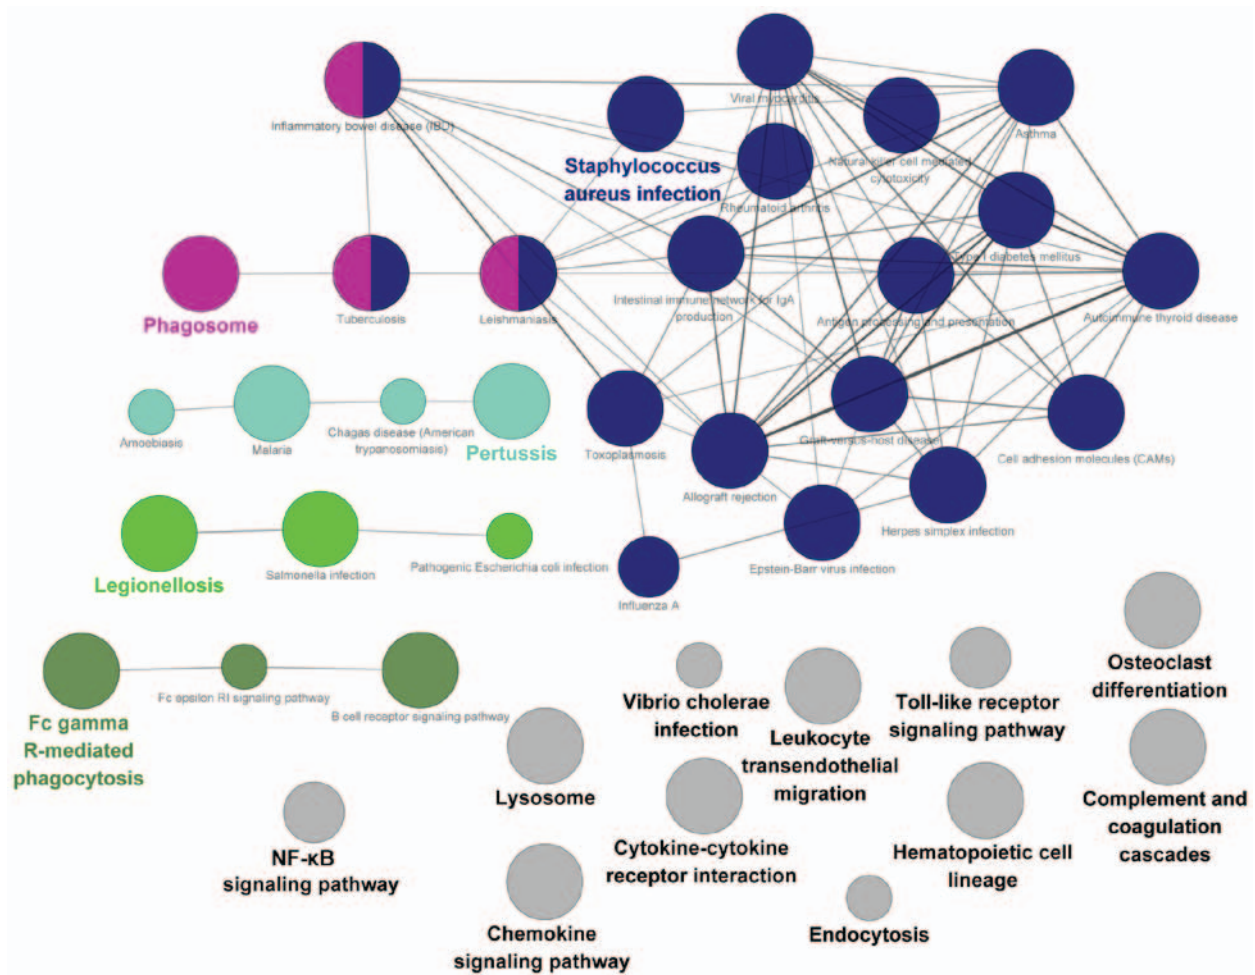 Viral myocarditis
Inflammatory bowel disease (IBD)
Asthma
Staphylococcus
aureus infection
Natural killer cell mediated
cytotoxicity
Rheumatoid arthritis
Type I diabetes mellitus
Phagosome
Tuberculosis
Leishmaniasis
Intestinal immune network for IgA
production
Antigen processing and presentation
Autoimmune thyroid disease
Amoebiasis
Malaria
Chagas disease (American
trypanosomiasis)
Pertussis
Toxoplasmosis
Graft-versus-host disease
Cell adhesion molecules (CAMs)
Allograft rejection
Herpes simplex infection
Legionellosis
Salmonella infection
Pathogenic Escherichia coli infection
Epstein-Barr virus infection
Influenza A
Fc gamma
R-mediated
phagocytosis
Fc epsilon RI signaling pathway
B cell receptor signaling pathway
Vibrio cholerae
infection
Leukocyte
transendothelial
migration
Toll-like receptor
signaling pathway
Osteoclast
differentiation
Lysosome
NF-κB
signaling pathway
Cytokine-cytokine
receptor interaction
Hematopoietic cell
lineage
Complement and
coagulation
cascades
Chemokine
signaling pathway
Endocytosis